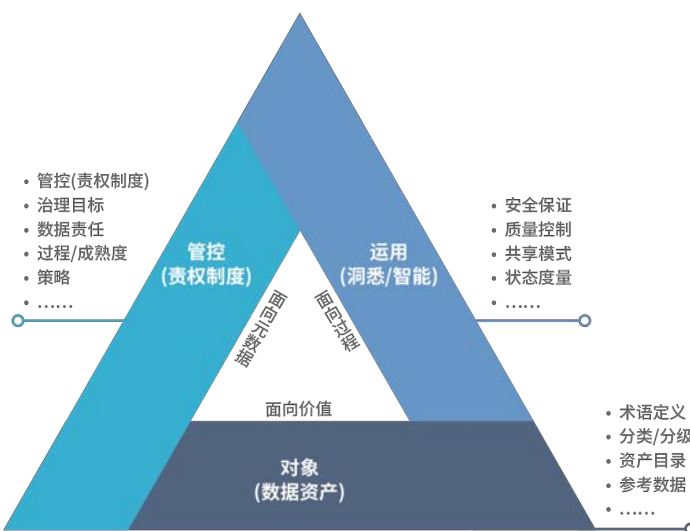 • 管控(责权制度)
• 治理目标
• 数据责任
• 过程/成熟度
• 策略
• ……
管控
(责权制度)
运用
(洞悉/智能)
• 安全保证
• 质量控制
• 共享模式
• 状态度量
• ……
面向元数据
面向过程
面向价值
对象
(数据资产)
• 术语定义
• 分类/分级
• 资产目录
• 参考数据
• ……